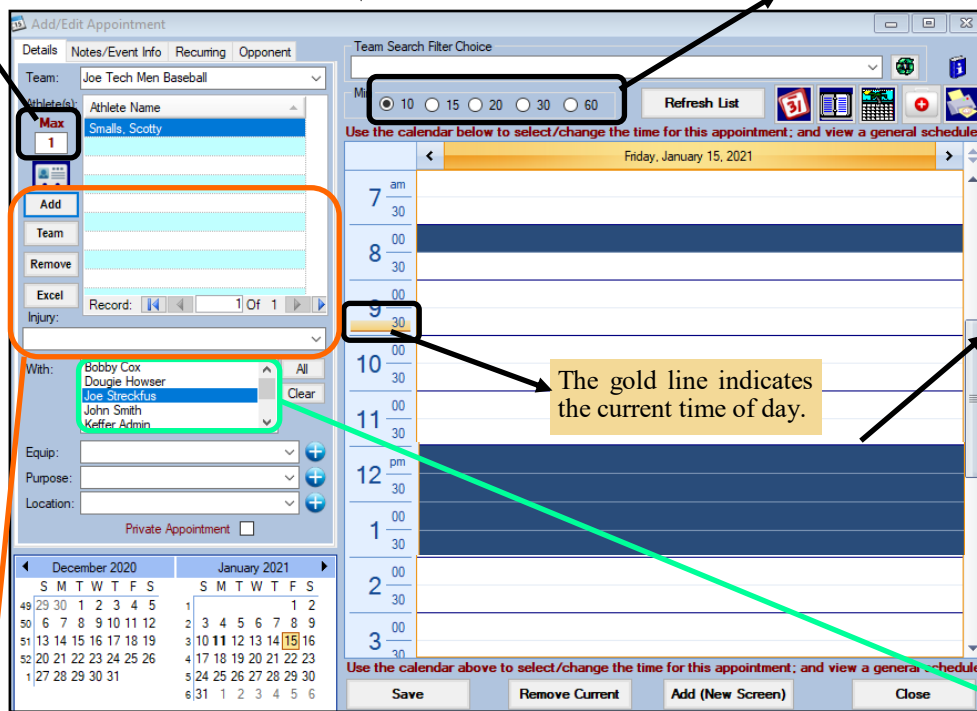 Add/Edit Appointment
Details Notes/Event Info Recuring Opponent
Team: Joe Tech Men Baseball
Athlete(s):
Athlete Name
Max
1
Smalls, Scotty
Add
Team
Remove
Excel
Record: 1 Of 1
Injury:
With:
Bobby Cox
Dougie Howser
Joe Streckfus
John Smith
Keffer Admin
All
Clear
Equip:
Purpose:
Location:
Private Appointment
December 2020
S M T W T F S
49 29 30 1 2 3 4 5
50 6 7 8 9 10 11 12
51 13 14 15 16 17 18 19
52 20 21 22 23 24 25 26
1 27 28 29 30 31
January 2021
S M T W T F S
1 1 2
2 3 4 5 6 7 8 9
3 10 11 12 13 14 15 16
4 17 18 19 20 21 22 23
5 24 25 26 27 28 29 30
6 31 1 2 3 4 5 6
Team Search Filter Choice
10 15 20 30 60
Refresh List
31
Use the calendar below to select/change the time for this appointment; and view a general schedule
Friday, January 15, 2021
7 am
30
8 00
30
9 00
30
10 00
30
11 00
30
12 pm
30
1 00
30
2 00
30
3 00
30
The gold line indicates
the current time of day.
Use the calendar above to select/change the time for this appointment; and view a general schedule
Save Remove Current Add (New Screen) Close